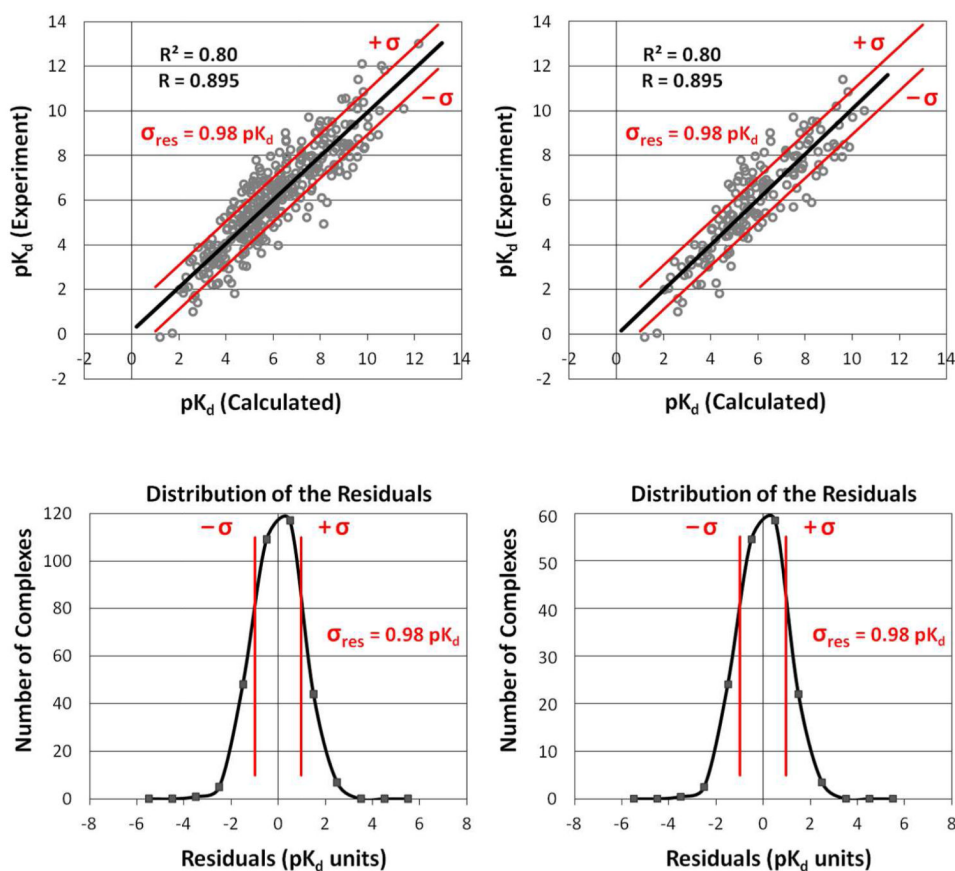 14
12
10
8
6
4
2
0
-2
pKd (Experiment)
R² = 0.80
R = 0.895
σres = 0.98 pKd
+σ
−σ
-2 0 2 4 6 8 10 12 14
pKd (Calculated)
14
12
10
8
6
4
2
0
-2
pKd (Experiment)
R² = 0.80
R = 0.895
σres = 0.98 pKd
+σ
−σ
-2 0 2 4 6 8 10 12 14
pKd (Calculated)
Distribution of the Residuals
120
100
80
60
40
20
0
Number of Complexes
−σ +σ
σres = 0.98 pKd
-8 -6 -4 -2 0 2 4 6 8
Residuals (pKd units)
Distribution of the Residuals
60
50
40
30
20
10
0
Number of Complexes
−σ +σ
σres = 0.98 pKd
-8 -6 -4 -2 0 2 4 6 8
Residuals (pKd units)